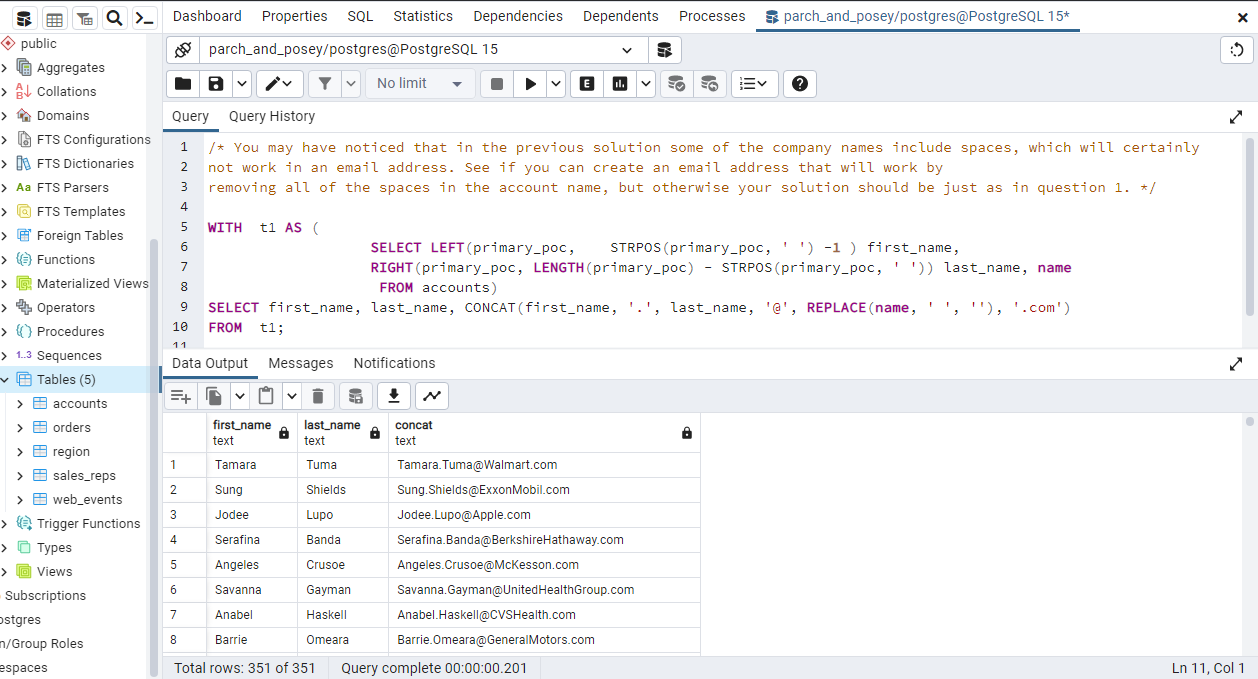 Dashboard Properties SQL Statistics Dependencies Dependents Processes parch_and_posey/postgres@PostgreSQL 15*
public
Aggregates
Collations
Domains
FTS Configurations
FTS Dictionaries
Aa FTS Parsers
FTS Templates
Foreign Tables
Functions
Materialized Views
Operators
Procedures
1..3 Sequences
Tables (5)
accounts
orders
region
sales_reps
web_events
Trigger Functions
Types
Views
Subscriptions
ostgres
n/Group Roles
espaces
parch_and_posey/postgres@PostgreSQL 15
No limit E
Query Query History
1 /* You may have noticed that in the previous solution some of the company names include spaces, which will certainly
2 not work in an email address. See if you can create an email address that will work by
3 removing all of the spaces in the account name, but otherwise your solution should be just as in question 1. */
4
5 WITH t1 AS (
6 SELECT LEFT(primary_poc, STRPOS(primary_poc, ' ') -1 ) first_name,
7 RIGHT(primary_poc, LENGTH(primary_poc) - STRPOS(primary_poc, ' ')) last_name, name
8 FROM accounts)
9 SELECT first_name, last_name, CONCAT(first_name, '.', last_name, '@', REPLACE(name, ' ', ''), '.com')
10 FROM t1;
11
Data Output Messages Notifications
first_name last_name concat
text text text
1 Tamara Tuma Tamara.Tuma@Walmart.com
2 Sung Shields Sung.Shields@ExxonMobil.com
3 Jodee Lupo Jodee.Lupo@Apple.com
4 Serafina Banda Serafina.Banda@BerkshireHathaway.com
5 Angeles Crusoe Angeles.Crusoe@McKesson.com
6 Savanna Gayman Savanna.Gayman@UnitedHealthGroup.com
7 Anabel Haskell Anabel.Haskell@CVSHealth.com
8 Barrie Omeara Barrie.Omeara@GeneralMotors.com
Total rows: 351 of 351 Query complete 00:00:00.201 Ln 11, Col 1